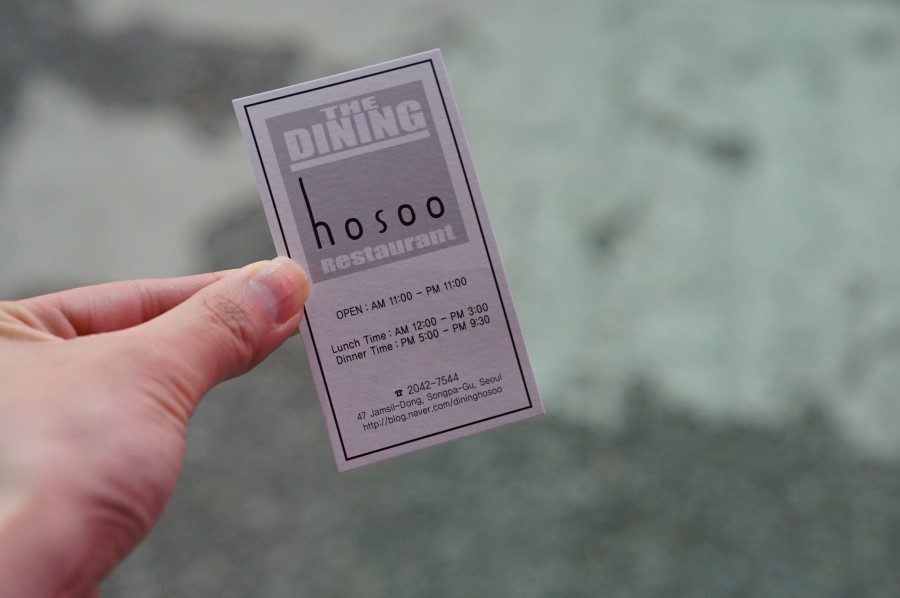 THE
DINING
hosoo
Restaurant
OPEN : AM 11:00 - PM 11:00
Lunch Time : AM 12:00 - PM 3:00
Dinner Time : PM 5:00 - PM 9:30
☎ 2042-7544
47 Jamsil-Dong, Songpa-Gu, Seoul
http://blog.naver.com/dininghosoo